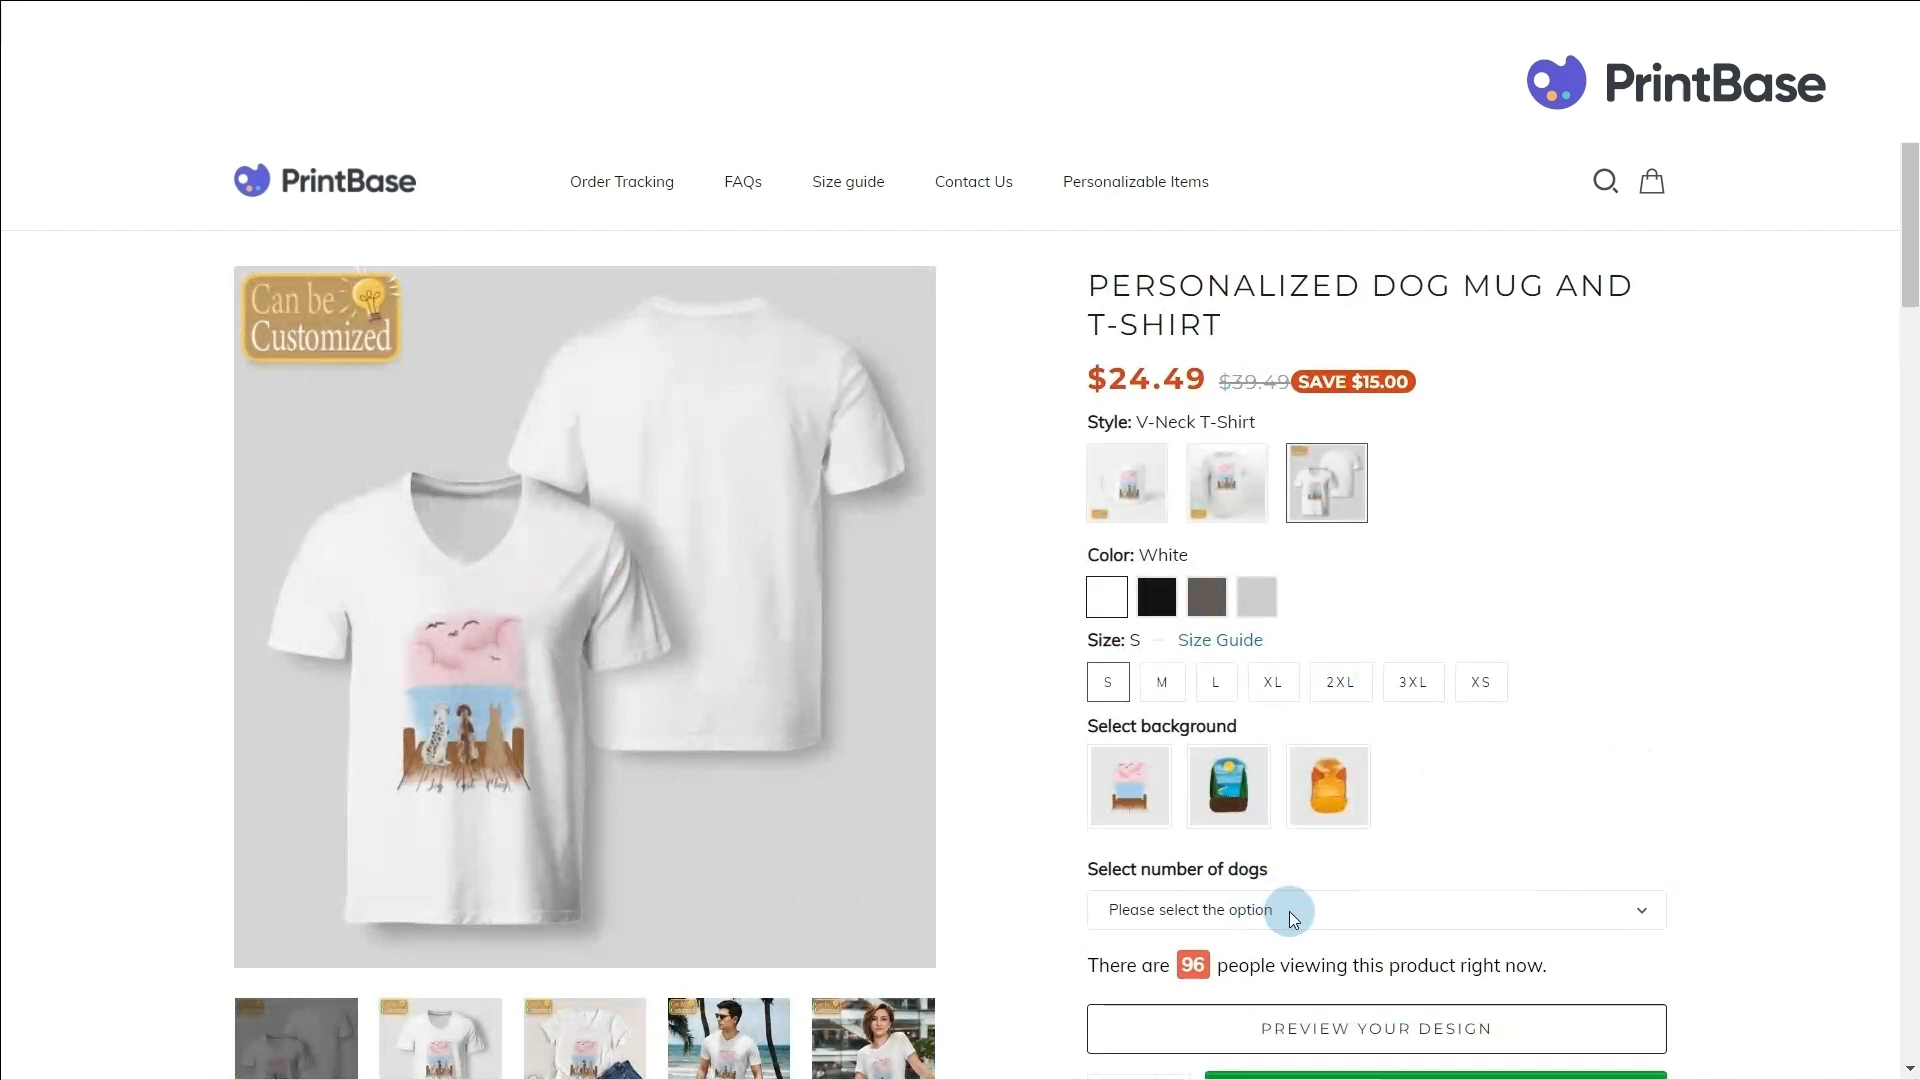 PrintBase
PrintBase
Order Tracking
FAQs
Size guide
Contact Us
Personalizable Items
Can be
Customized
PERSONALIZED DOG MUG AND
T-SHIRT
$24.49 $39.49 SAVE $15.00
Style: V-Neck T-Shirt
Color: White
Size: S — Size Guide
S M L XL 2XL 3XL XS
Select background
Select number of dogs
Please select the option
There are 96 people viewing this product right now.
PREVIEW YOUR DESIGN